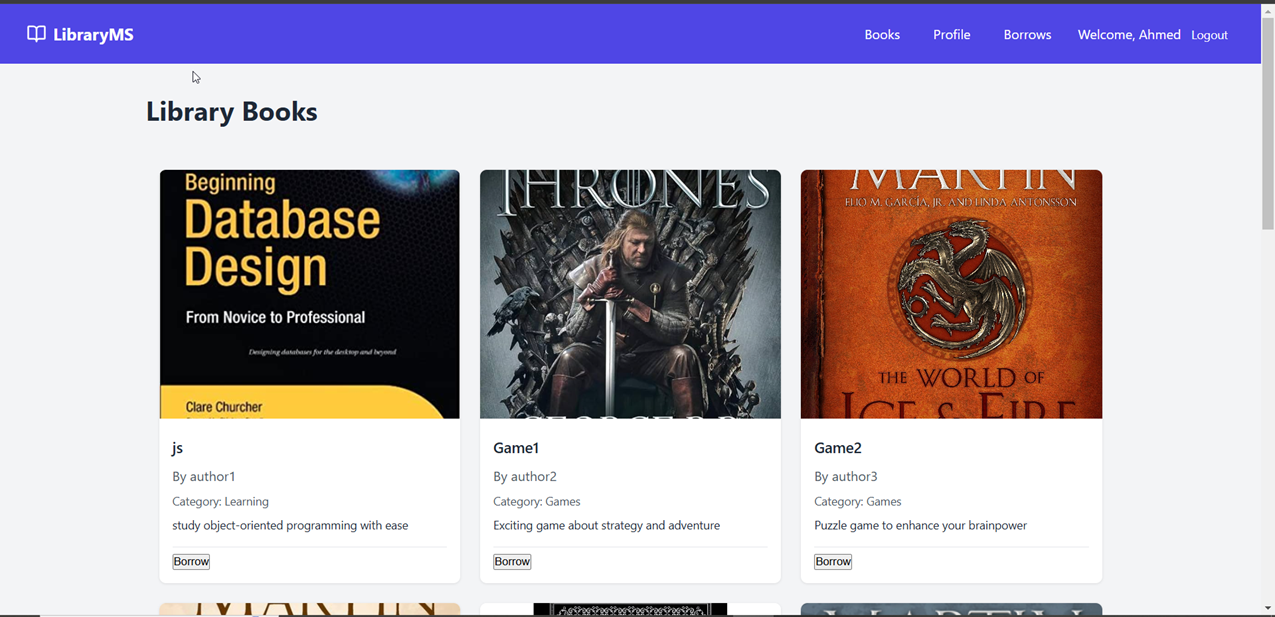 LibraryMS
Books Profile Borrows Welcome, Ahmed Logout
Library Books
Beginning
Database
Design
From Novice to Professional
Designing databases for the desktop and beyond
Clare Churcher
js
By author1
Category: Learning
study object-oriented programming with ease
Borrow
THRONES
Game1
By author2
Category: Games
Exciting game about strategy and adventure
Borrow
MARTIN
ELIO M. GARCÍA, JR. AND LINDA ANTONSSON
THE WORLD OF
ICE & FIRE
Game2
By author3
Category: Games
Puzzle game to enhance your brainpower
Borrow
MARTIN
MARTIN